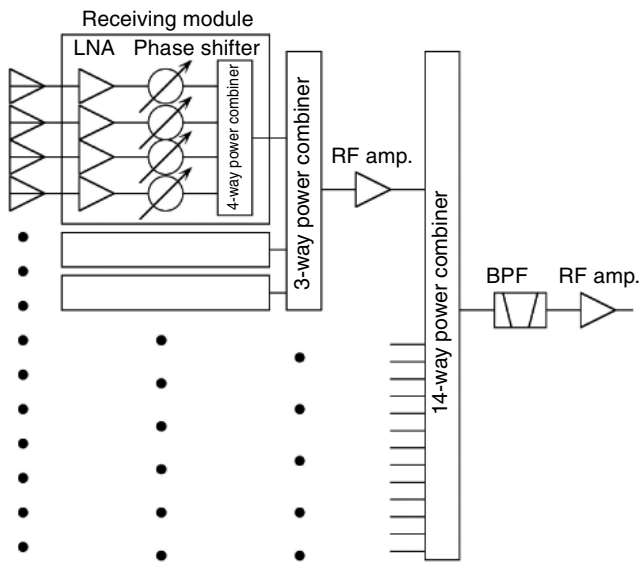 Receiving module
LNA Phase shifter
4-way power combiner
3-way power combiner
RF amp.
14-way power combiner
BPF
RF amp.